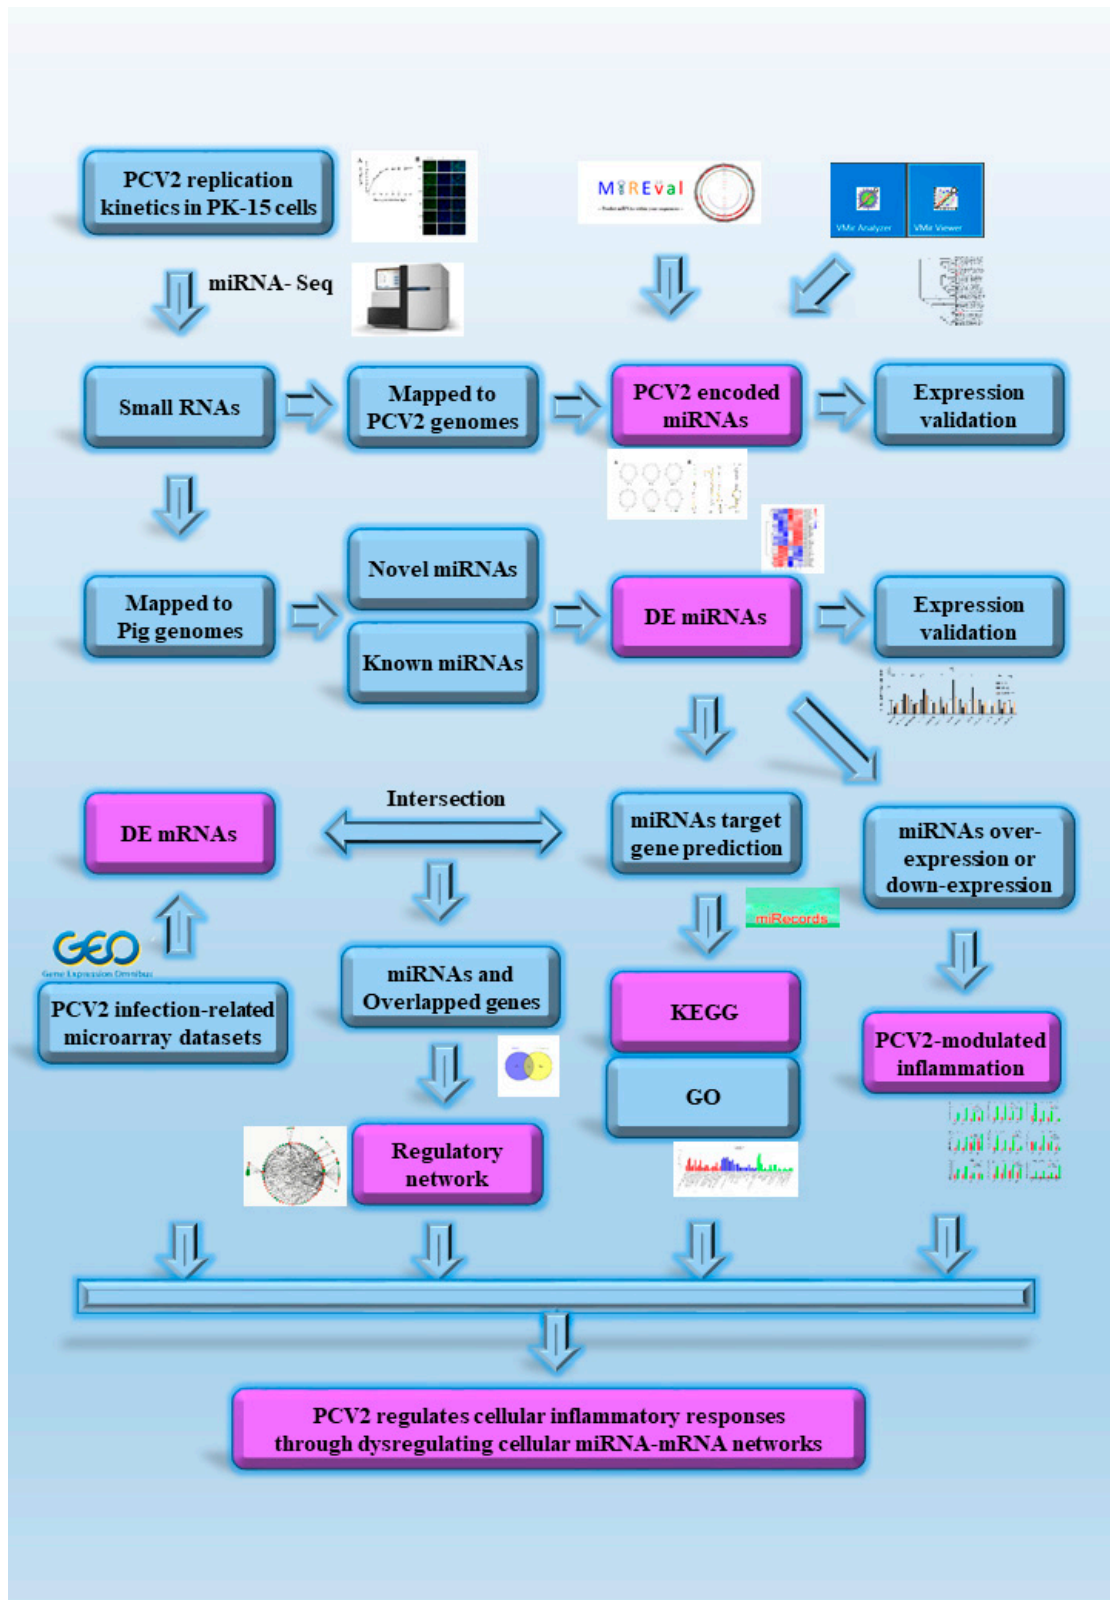 PCV2 replication
kinetics in PK-15 cells
A
B
MiREval
VMir Analyzer
VMir Viewer
miRNA- Seq
Small RNAs
Mapped to
PCV2 genomes
PCV2 encoded
miRNAs
Expression
validation
Mapped to
Pig genomes
Novel miRNAs
Known miRNAs
DE miRNAs
Expression
validation
DE mRNAs
Intersection
miRNAs target
gene prediction
miRNAs over-
expression or
down-expression
miRecords
GEO
Gene Expression Omnibus
PCV2 infection-related
microarray datasets
miRNAs and
Overlapped genes
KEGG
GO
PCV2-modulated
inflammation
Regulatory
network
PCV2 regulates cellular inflammatory responses
through dysregulating cellular miRNA-mRNA networks